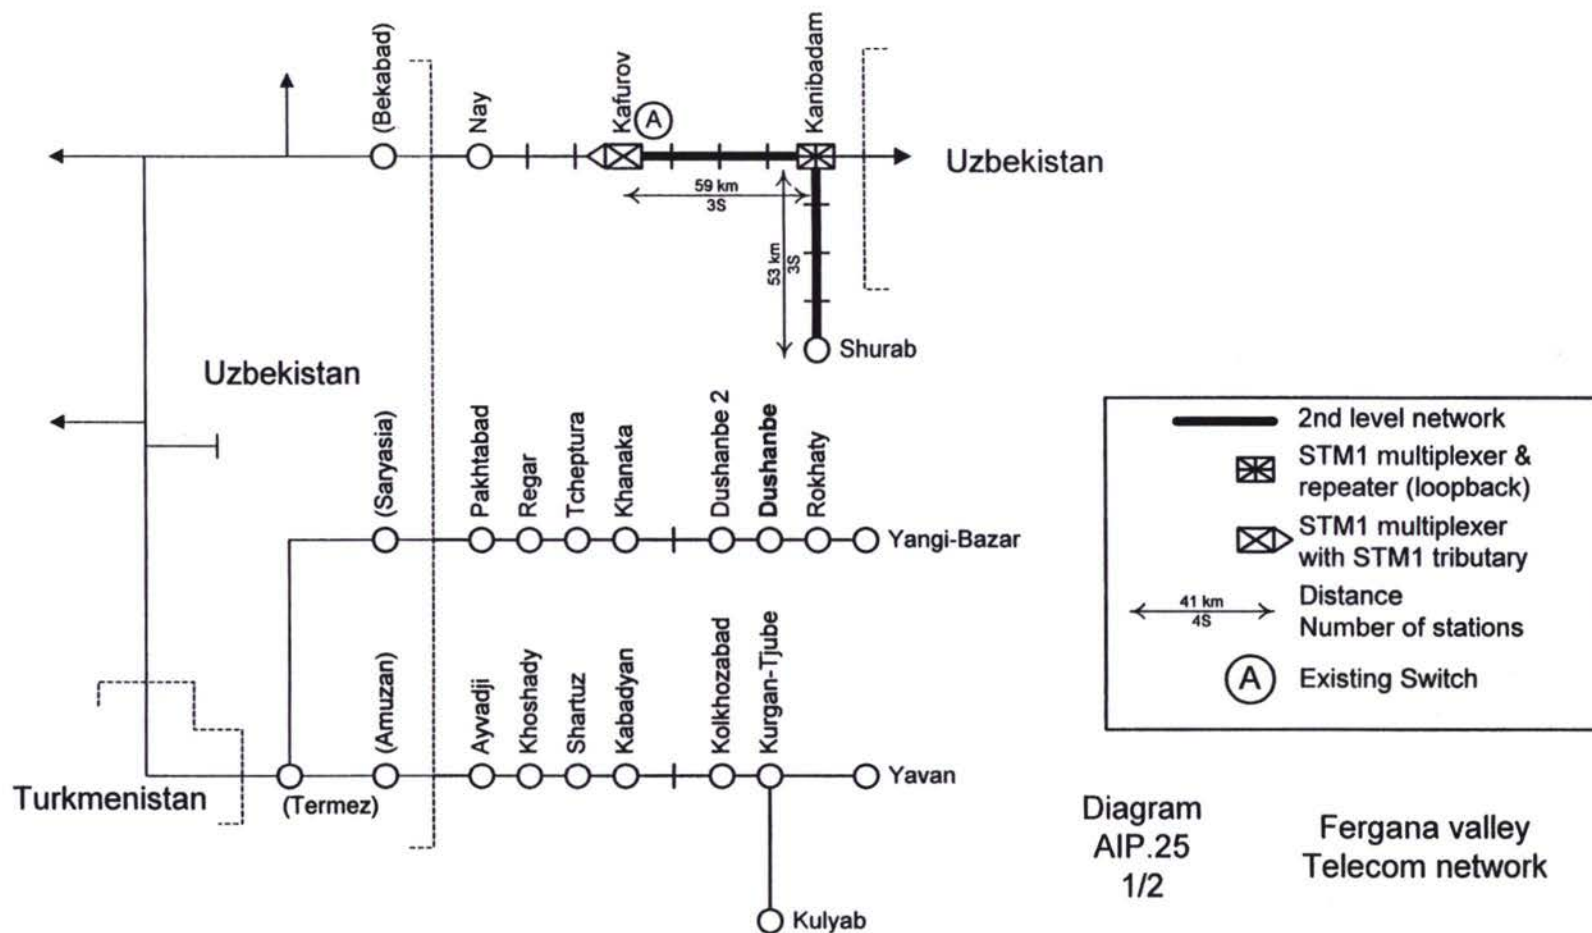 (Bekabad)
Nay
Kafurov
A
Kanibadam
Uzbekistan
59 km
3S
53 km
3S
Shurab
Uzbekistan
(Saryasia)
Pakhtabad
Regar
Tcheptura
Khanaka
Dushanbe 2
Dushanbe
Rokhaty
Yangi-Bazar
(Amuzan)
Ayvadji
Khoshady
Shartuz
Kabadyan
Kolkhozabad
Kurgan-Tjube
Yavan
Turkmenistan
(Termez)
Kulyab
2nd level network
STM1 multiplexer &
repeater (loopback)
STM1 multiplexer
with STM1 tributary
41 km
4S
Distance
Number of stations
A
Existing Switch
Diagram
AIP.25
1/2
Fergana valley
Telecom network